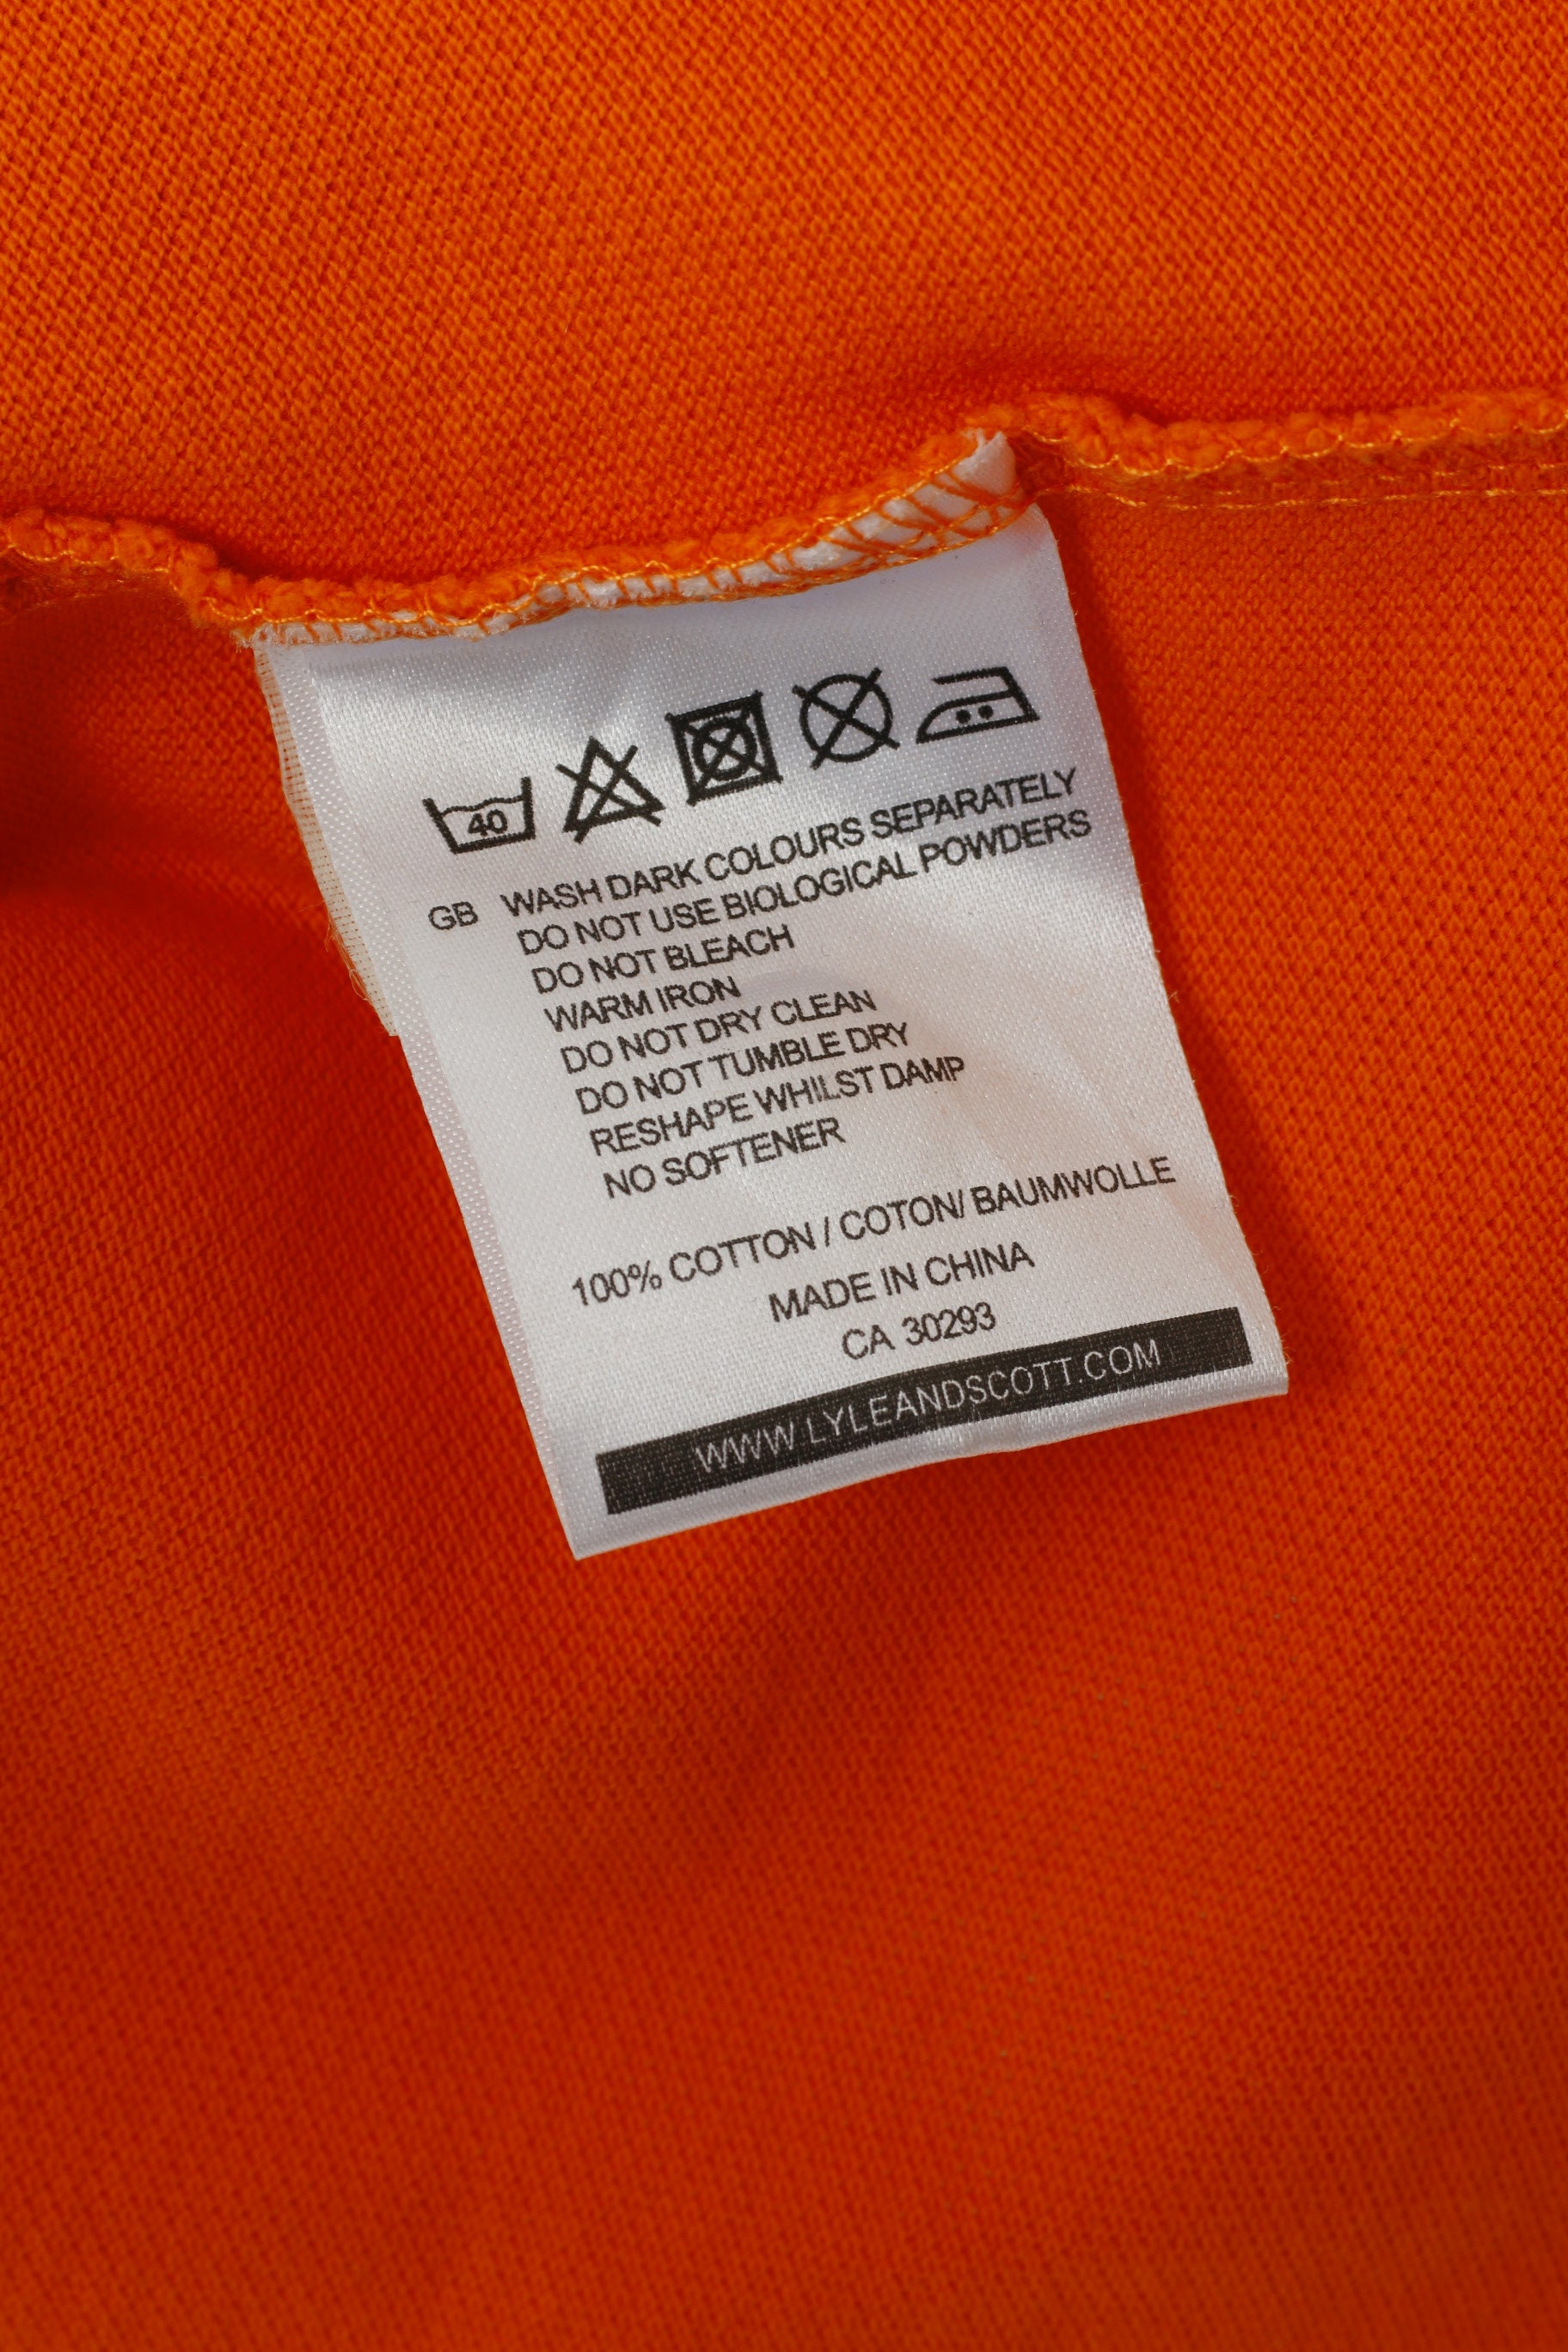 40
GB WASH DARK COLOURS SEPARATELY
DO NOT USE BIOLOGICAL POWDERS
DO NOT BLEACH
WARM IRON
DO NOT DRY CLEAN
DO NOT TUMBLE DRY
RESHAPE WHILST DAMP
NO SOFTENER
100% COTTON / COTON/ BAUMWOLLE
MADE IN CHINA
CA 30293
WWW.LYLEANDSCOTT.COM